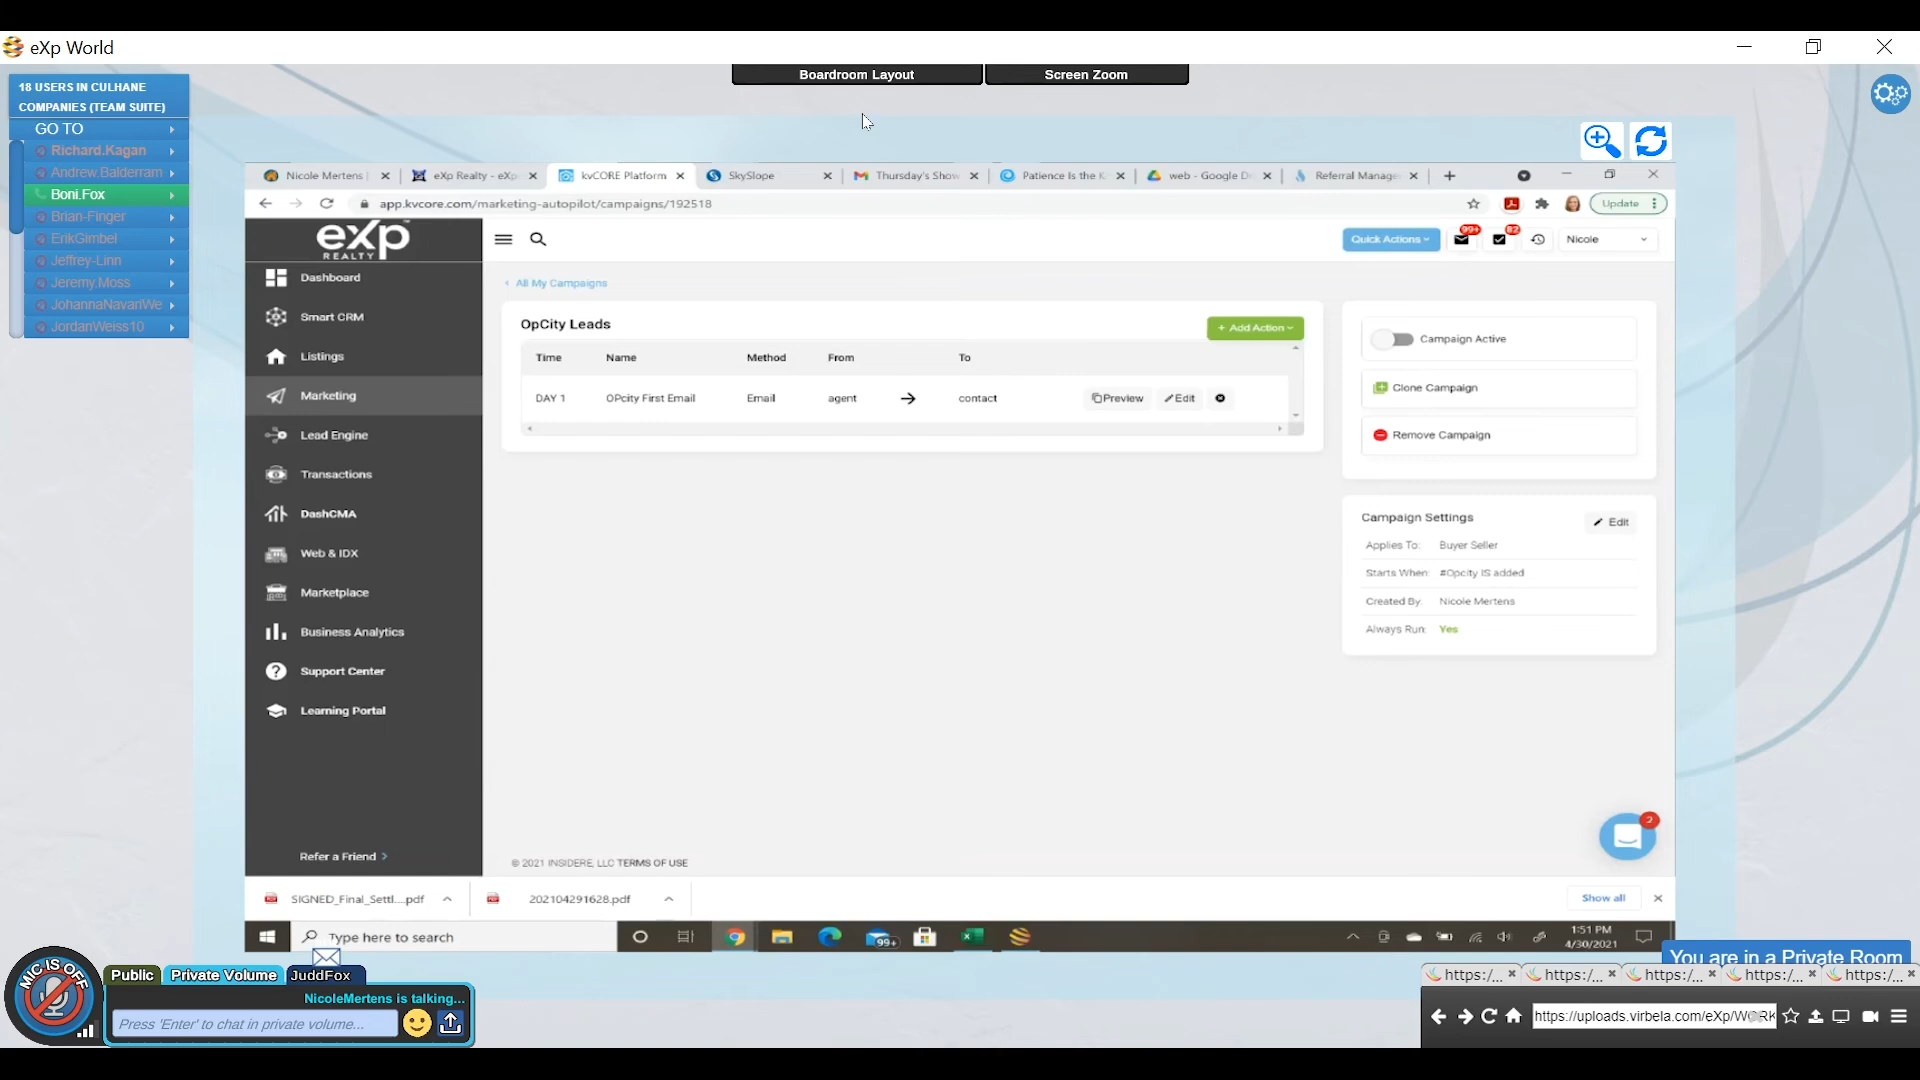 eXp World
Boardroom Layout
Screen Zoom
18 USERS IN CULHANE
COMPANIES (TEAM SUITE)
GO TO
Richard.Kagan
Andrew.Balderram
Boni.Fox
Brian-Finger
ErikGimbel
Jeffrey-Linn
Jeremy.Moss
JohannaNavarlWe
JordanWeiss10
Nicole Mertens
eXp Realty - eXp
kvCORE Platform
SkySlope
Thursday's Show
Patience Is the K
web - Google Dr
Referral Manage
app.kvcore.com/marketing-autopilot/campaigns/192518
Update
eXp
REALTY
Quick Actions
99+
82
Nicole
Dashboard
Smart CRM
Listings
Marketing
Lead Engine
Transactions
DashCMA
Web & IDX
Marketplace
Business Analytics
Support Center
Learning Portal
Refer a Friend >
‹ All My Campaigns
OpCity Leads
+ Add Action
Time Name Method From To
DAY 1 OPcity First Email Email agent → contact Preview Edit
Campaign Active
Clone Campaign
Remove Campaign
Campaign Settings
Edit
Applies To: Buyer Seller
Starts When: #Opcity IS added
Created By: Nicole Mertens
Always Run: Yes
2
© 2021 INSIDERE, LLC TERMS OF USE
SIGNED_Final_Settl....pdf
202104291628.pdf
Show all
Type here to search
99+
1:51 PM
4/30/2021
You are in a Private Room
MIC IS OFF
Public
Private Volume
JuddFox
NicoleMertens is talking...
Press 'Enter' to chat in private volume...
https:/...
https:/...
https:/...
https:/...
https:/...
https://uploads.virbela.com/eXp/WORK